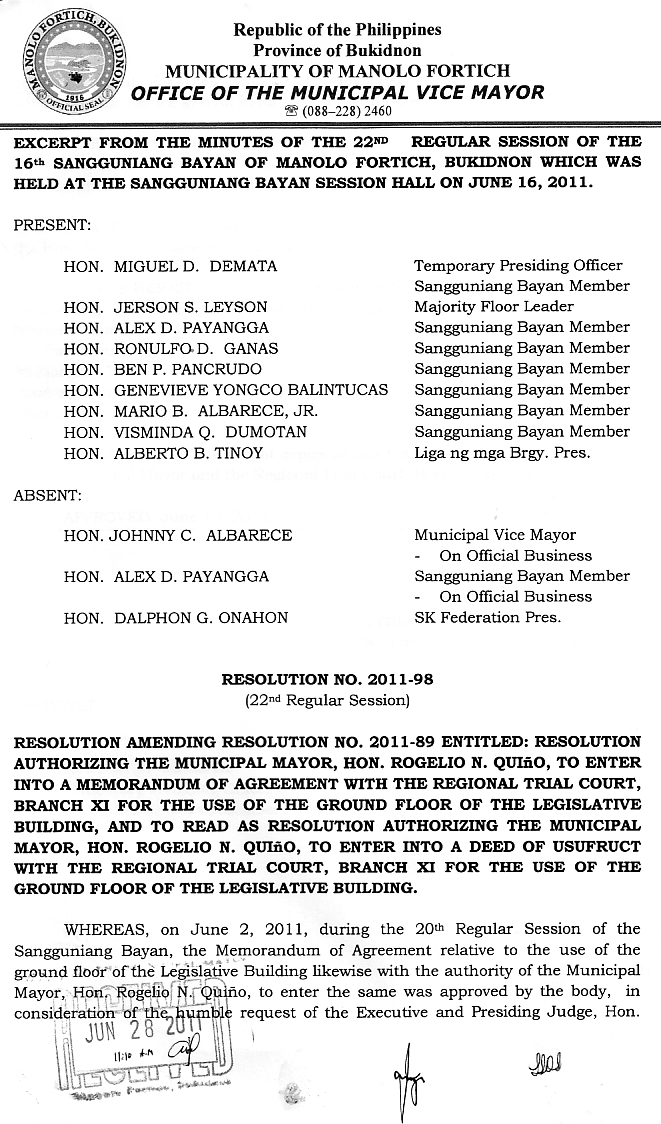 MANOLO FORTICH, BUKIDNON
1916
OFFICIAL SEAL
Republic of the Philippines
Province of Bukidnon
MUNICIPALITY OF MANOLO FORTICH
OFFICE OF THE MUNICIPAL VICE MAYOR
☎ (088–228) 2460
EXCERPT FROM THE MINUTES OF THE 22ND REGULAR SESSION OF THE
16th SANGGUNIANG BAYAN OF MANOLO FORTICH, BUKIDNON WHICH WAS
HELD AT THE SANGGUNIANG BAYAN SESSION HALL ON JUNE 16, 2011.
PRESENT:
HON. MIGUEL D. DEMATA Temporary Presiding Officer
Sangguniang Bayan Member
HON. JERSON S. LEYSON Majority Floor Leader
HON. ALEX D. PAYANGGA Sangguniang Bayan Member
HON. RONULFO D. GANAS Sangguniang Bayan Member
HON. BEN P. PANCRUDO Sangguniang Bayan Member
HON. GENEVIEVE YONGCO BALINTUCAS Sangguniang Bayan Member
HON. MARIO B. ALBARECE, JR. Sangguniang Bayan Member
HON. VISMINDA Q. DUMOTAN Sangguniang Bayan Member
HON. ALBERTO B. TINOY Liga ng mga Brgy. Pres.
ABSENT:
HON. JOHNNY C. ALBARECE Municipal Vice Mayor
- On Official Business
HON. ALEX D. PAYANGGA Sangguniang Bayan Member
- On Official Business
HON. DALPHON G. ONAHON SK Federation Pres.
RESOLUTION NO. 2011-98
(22nd Regular Session)
RESOLUTION AMENDING RESOLUTION NO. 2011-89 ENTITLED: RESOLUTION
AUTHORIZING THE MUNICIPAL MAYOR, HON. ROGELIO N. QUIñO, TO ENTER
INTO A MEMORANDUM OF AGREEMENT WITH THE REGIONAL TRIAL COURT,
BRANCH XI FOR THE USE OF THE GROUND FLOOR OF THE LEGISLATIVE
BUILDING, AND TO READ AS RESOLUTION AUTHORIZING THE MUNICIPAL
MAYOR, HON. ROGELIO N. QUIñO, TO ENTER INTO A DEED OF USUFRUCT
WITH THE REGIONAL TRIAL COURT, BRANCH XI FOR THE USE OF THE
GROUND FLOOR OF THE LEGISLATIVE BUILDING.
WHEREAS, on June 2, 2011, during the 20th Regular Session of the
Sangguniang Bayan, the Memorandum of Agreement relative to the use of the
ground floor of the Legislative Building likewise with the authority of the Municipal
Mayor, Hon. Rogelio N. Quiño, to enter the same was approved by the body, in
consideration of the humble request of the Executive and Presiding Judge, Hon.
JUN 28 2011
11:10 A.M